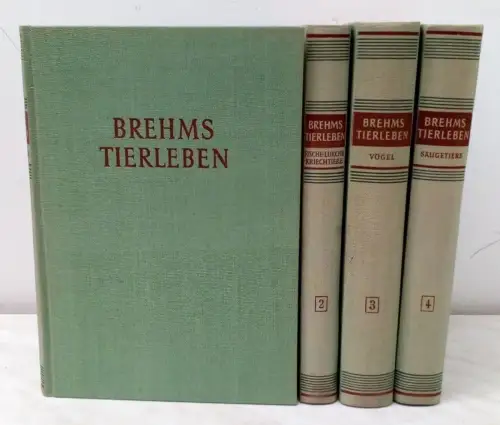 BREHMS
TIERLEBEN
BREHMS
TIERLEBEN
FISCHE·LURCHE
KRIECHTIERE
2
BREHMS
TIERLEBEN
VÖGEL
3
BREHMS
TIERLEBEN
SÄUGETIERE
4